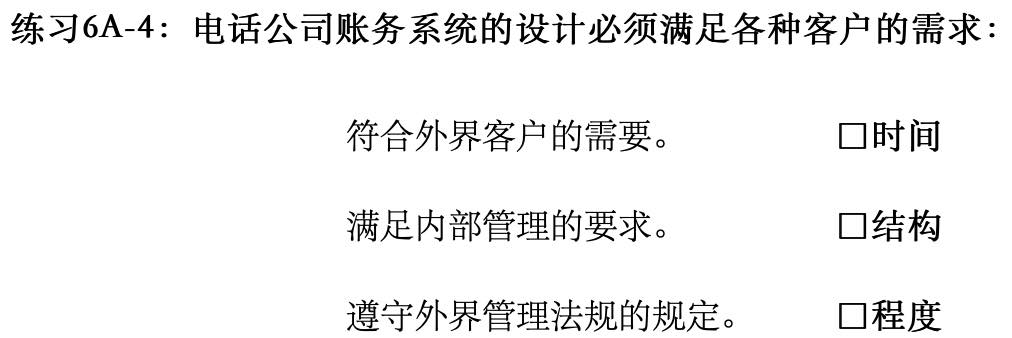 练习6A-4：电话公司账务系统的设计必须满足各种客户的需求：
符合外界客户的需要。 □时间
满足内部管理的要求。 □结构
遵守外界管理法规的规定。 □程度